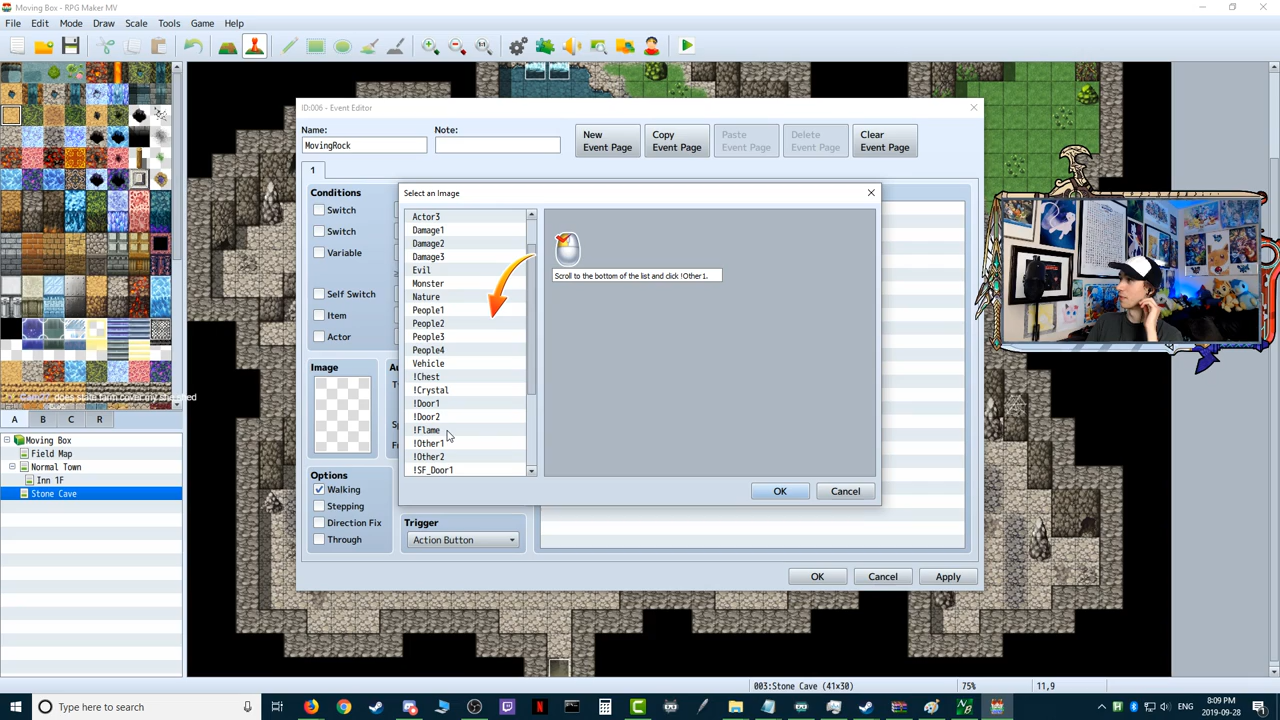 Moving Box - RPG Maker MV
File Edit Mode Draw Scale Tools Game Help
ID:006 - Event Editor
Name:
Note:
MovingRock
New
Event Page
Copy
Event Page
Paste
Event Page
Delete
Event Page
Clear
Event Page
1
Conditions
Switch
Switch
Variable
Self Switch
Item
Actor
Select an Image
Actor3
Damage1
Damage2
Damage3
Evil
Monster
Nature
People1
People2
People3
People4
Vehicle
!Chest
!Crystal
!Door1
!Door2
!Flame
!Other1
!Other2
!SF_Door1
Scroll to the bottom of the list and click !Other1.
OK
Cancel
Image
Options
Walking
Stepping
Direction Fix
Through
Trigger
Action Button
OK
Cancel
Apply
does state farm cover my shed
A B C R
Moving Box
Field Map
Normal Town
Inn 1F
Stone Cave
003:Stone Cave (41x30)
75%
11,9
Type here to search
ENG
8:09 PM
2019-09-28